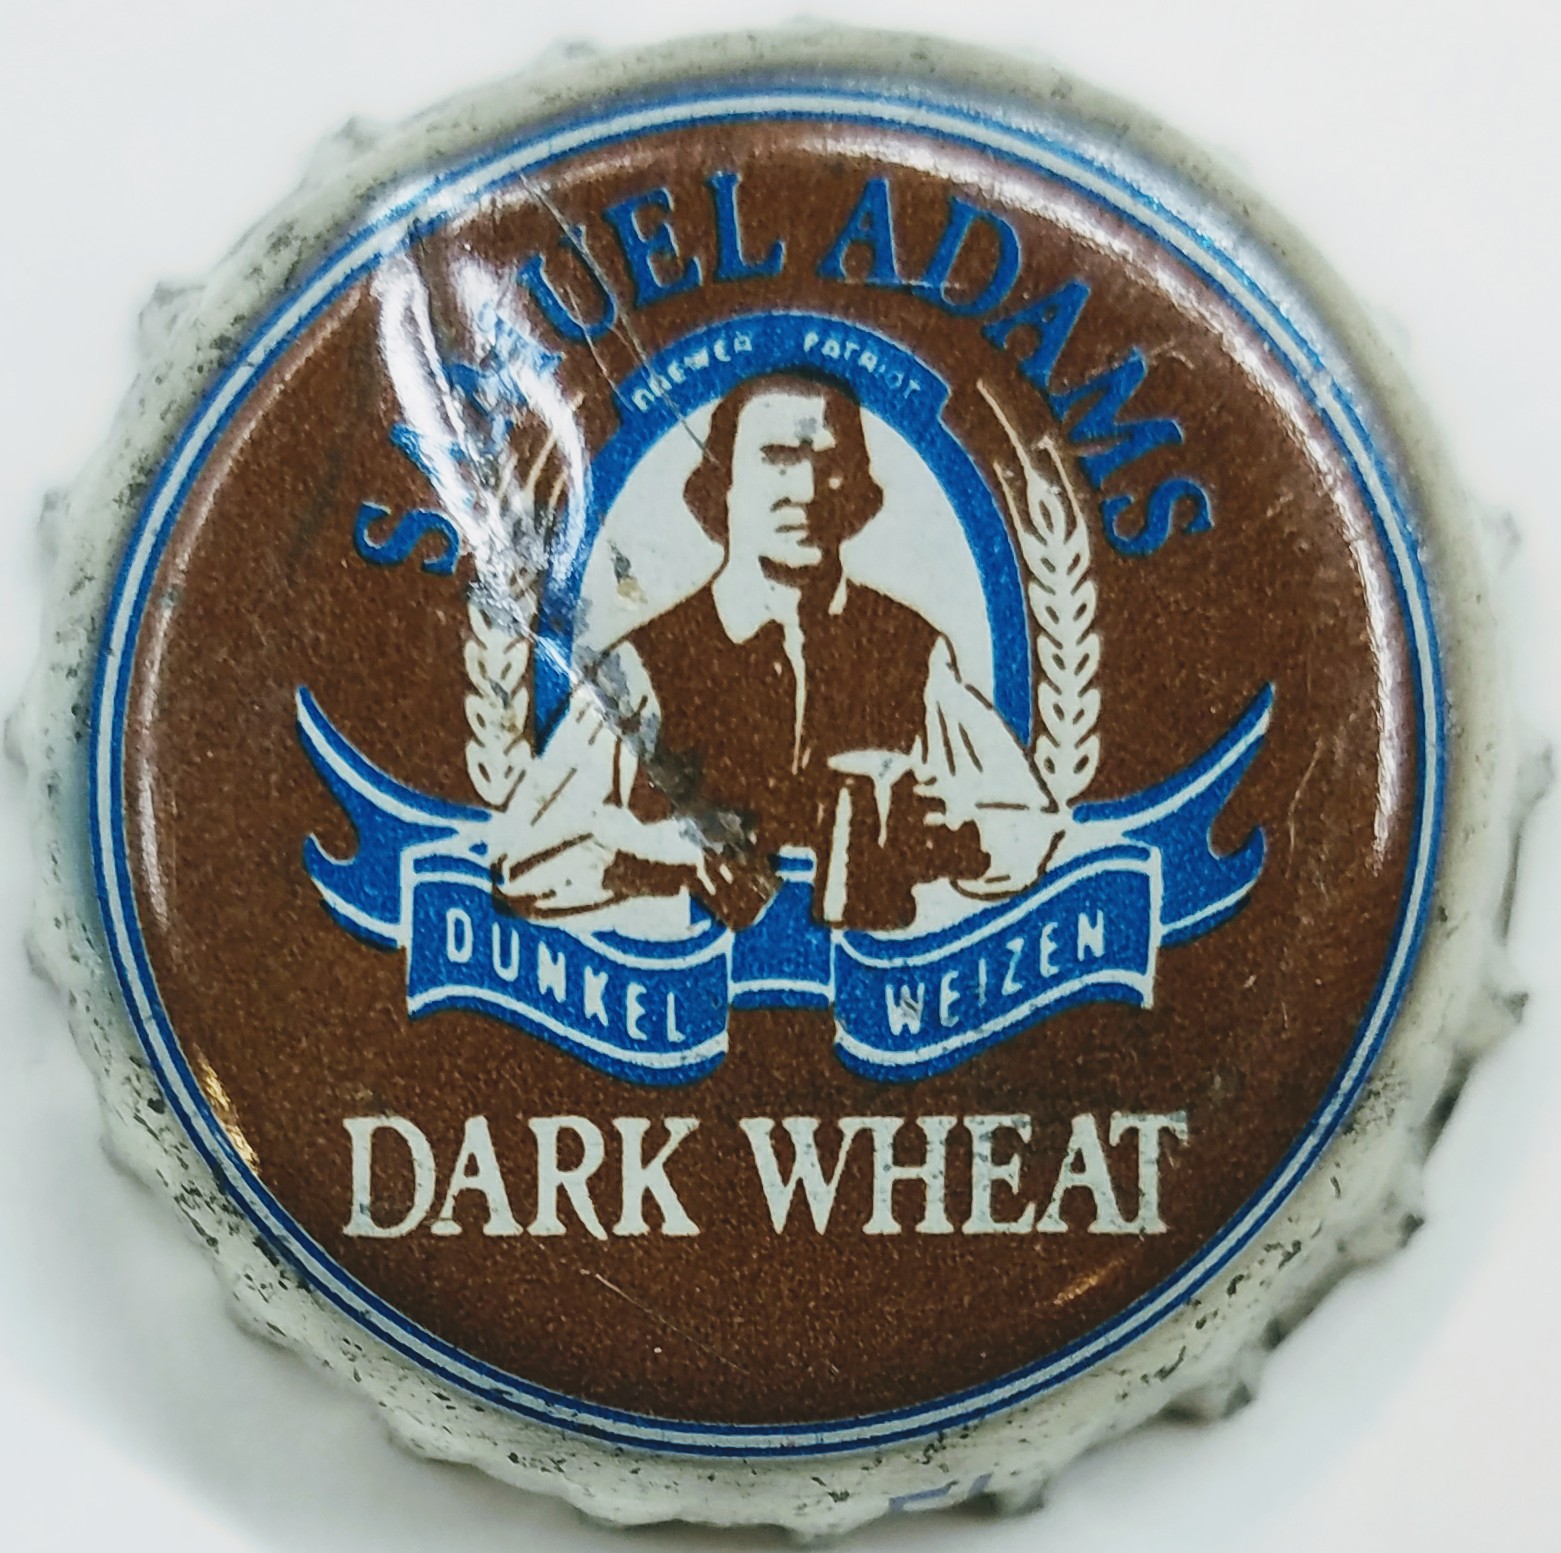 SAMUEL ADAMS
BREWER PATRIOT
DUNKEL WEIZEN
DARK WHEAT